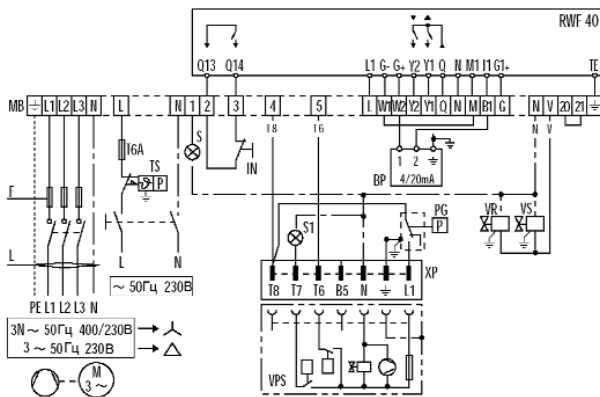 RWF 40
Q13 Q14
L1 G- G+ Y2 Y1 Q N M1 I1 G1+ TE
MB L1 L2 L3 N L N 1 2 3 4 5 L W1 W2 Y2 Y1 Q N M B1 G N V 20 21
T8 T6 N V
S
T6A
TS
P
IN
1 2
BP 4/20mA
F
S1
PG
P
VR VS
L
L N
XP
PE L1 L2 L3 N
~ 50Гц 230В
T8 T7 T6 B5 N L1
3N ~ 50Гц 400/230В
3 ~ 50Гц 230В
M
3 ~
VPS